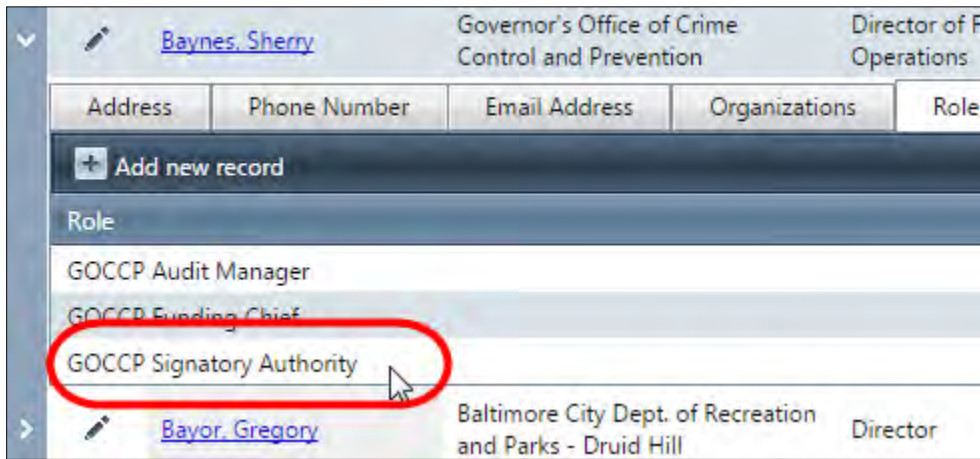 Baynes, Sherry
Governor's Office of Crime
Control and Prevention
Director of F
Operations
Address Phone Number Email Address Organizations Role
Add new record
Role
GOCCP Audit Manager
GOCCP Funding Chief
GOCCP Signatory Authority
Bayor, Gregory
Baltimore City Dept. of Recreation
and Parks - Druid Hill
Director